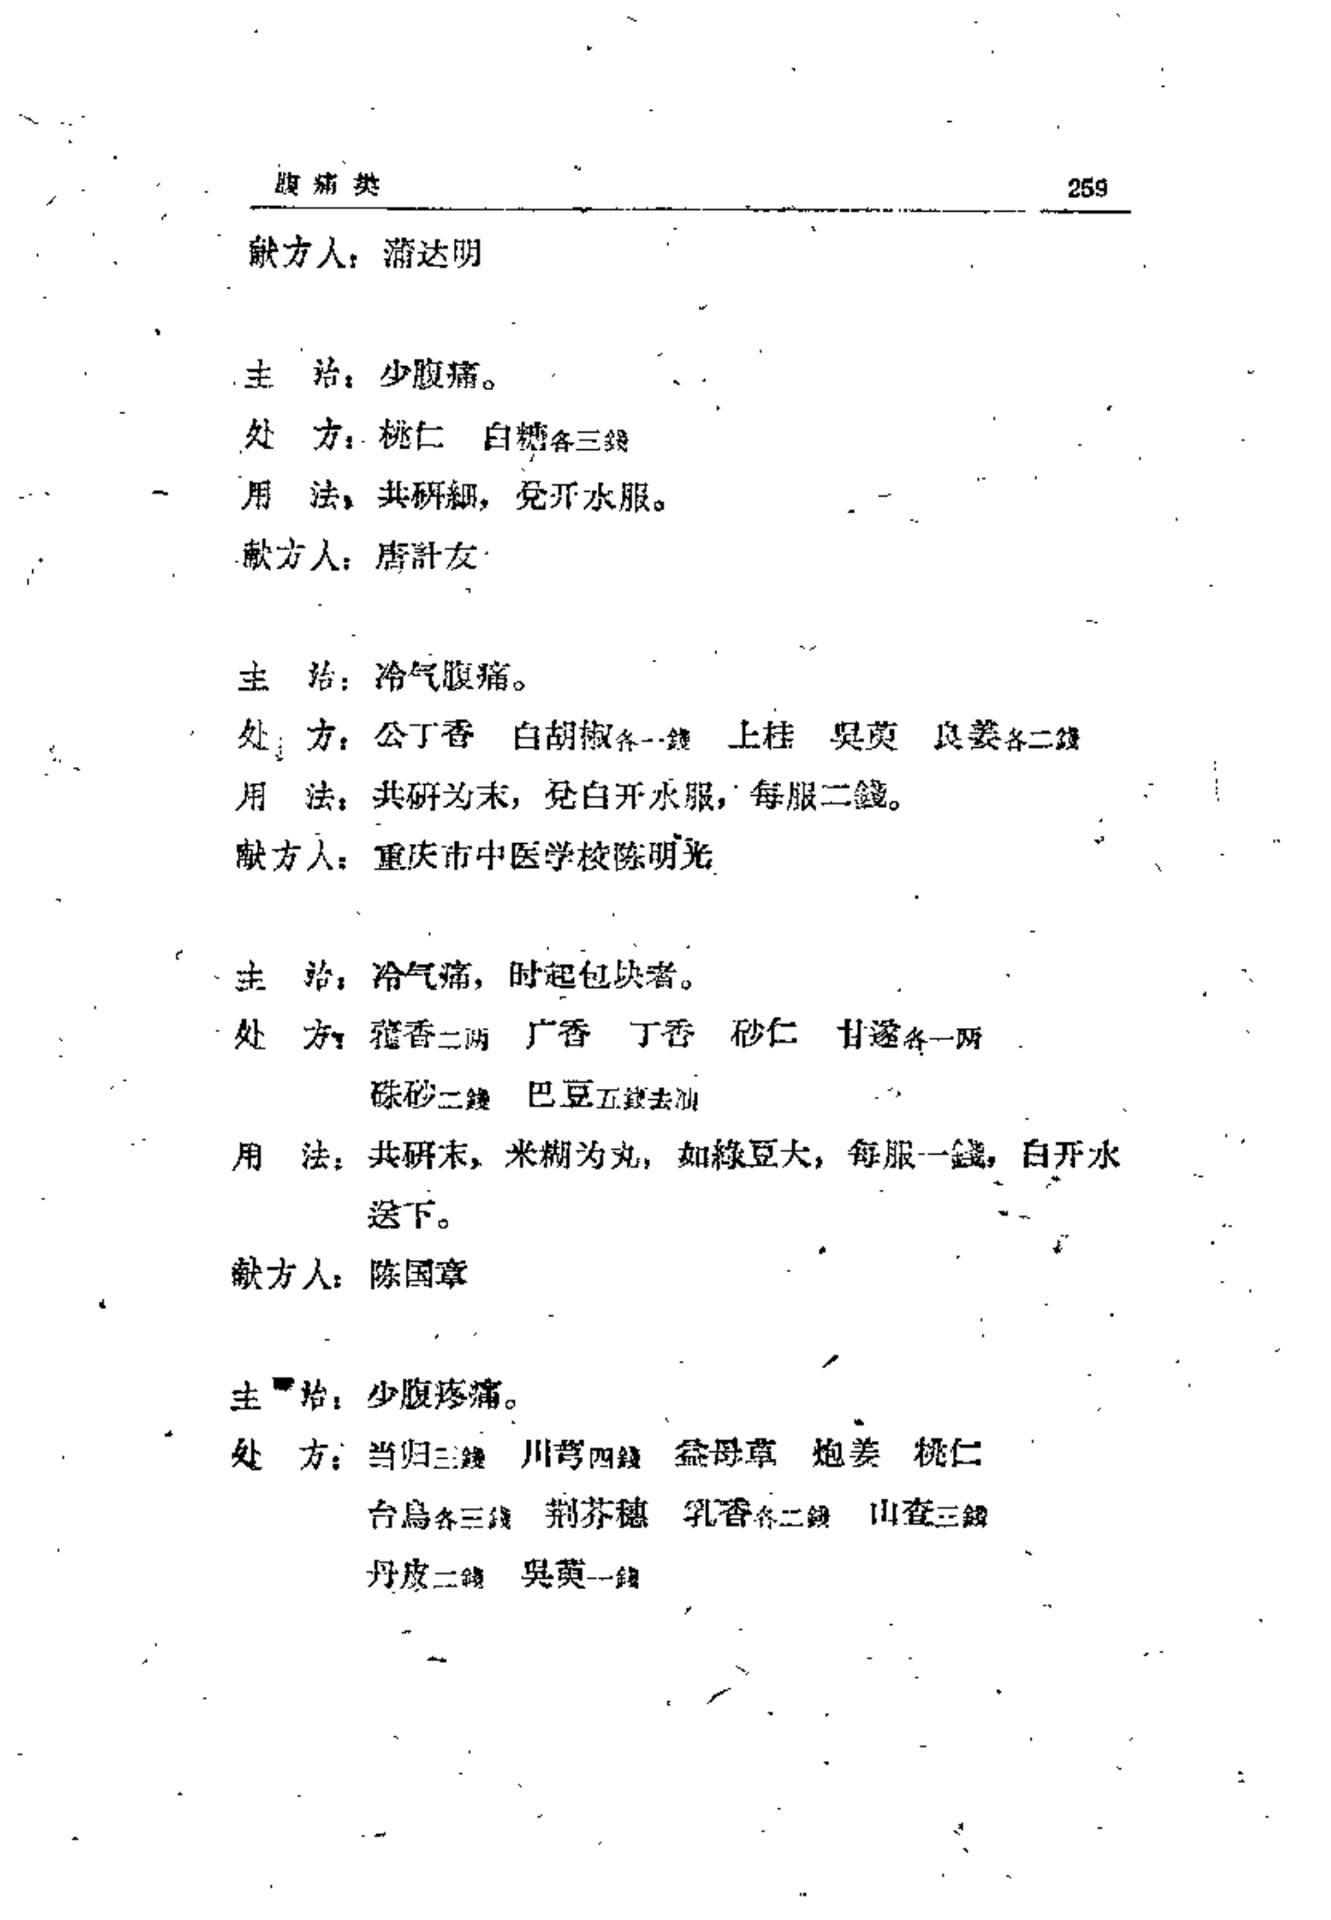 腹痛类 259
献方人：蒲达明
主　治：少腹痛。
处　方：桃仁　白糖各三錢
用　法：共研細，兑开水服。
献方人：唐計友
主　治：冷气腹痛。
处　方：公丁香　白胡椒各一錢　上桂　吳萸　良姜各二錢
用　法：共研为末，兑白开水服，每服二錢。
献方人：重庆市中医学校陈明光
主　治：冷气痛，时起包块者。
处　方：藿香二两　广香　丁香　砂仁　甘遂各一两
硃砂二錢　巴豆五錢去油
用　法：共研末，米糊为丸，如綠豆大，每服一錢，白开水
送下。
献方人：陈国章
主　治：少腹疼痛。
处　方：当归三錢　川芎四錢　益母草　炮姜　桃仁
台烏各三錢　荆芥穗　乳香各二錢　山查三錢
丹皮二錢　吳萸一錢